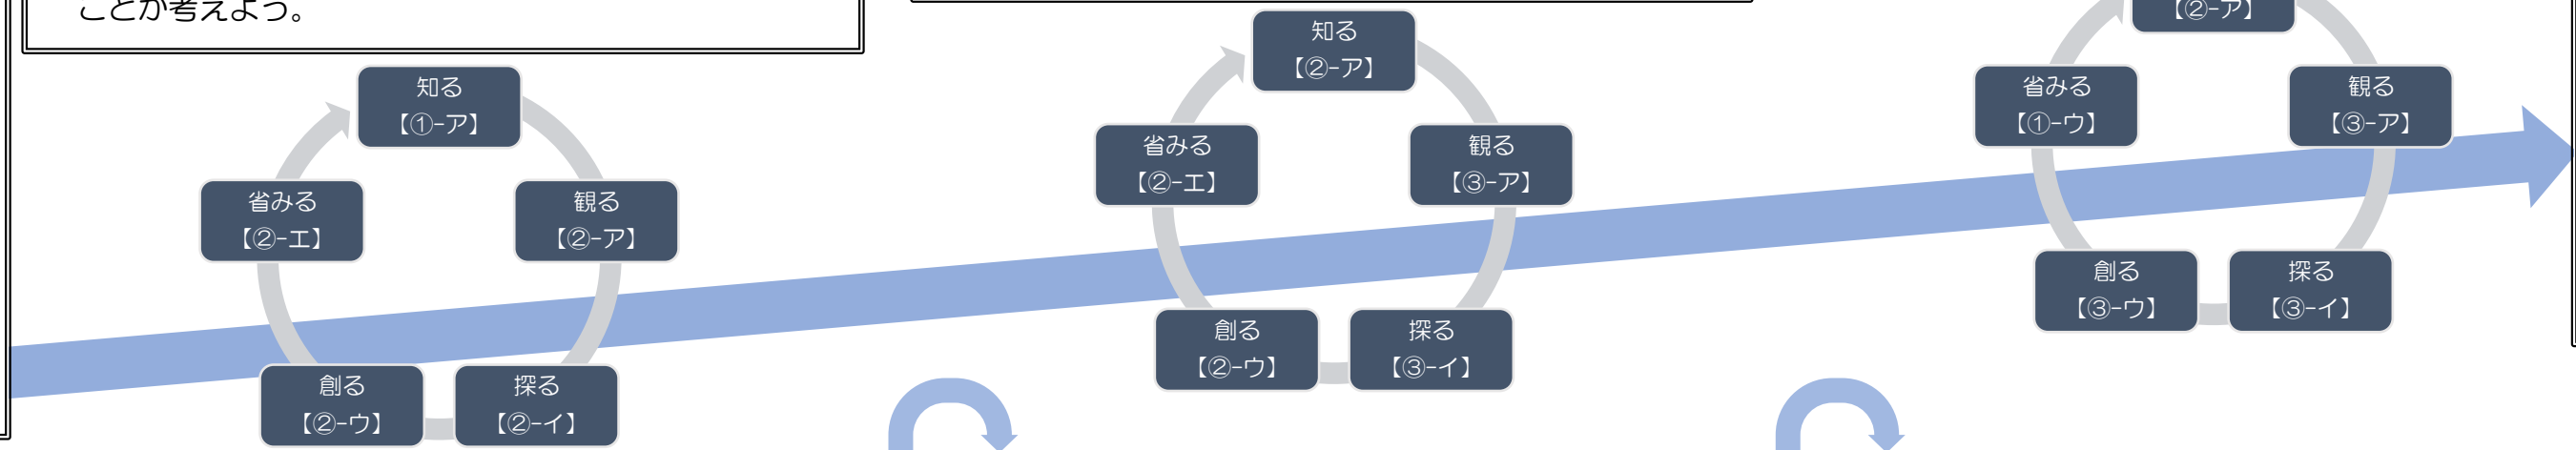 ことか考えよう。
知る
【①-ア】
観る
【②-ア】
探る
【②-イ】
創る
【②-ウ】
省みる
【②-エ】
知る
【②-ア】
観る
【③-ア】
探る
【③-イ】
創る
【②-ウ】
省みる
【②-エ】
【②-ア】
観る
【③-ア】
探る
【③-イ】
創る
【③-ウ】
省みる
【①-ウ】